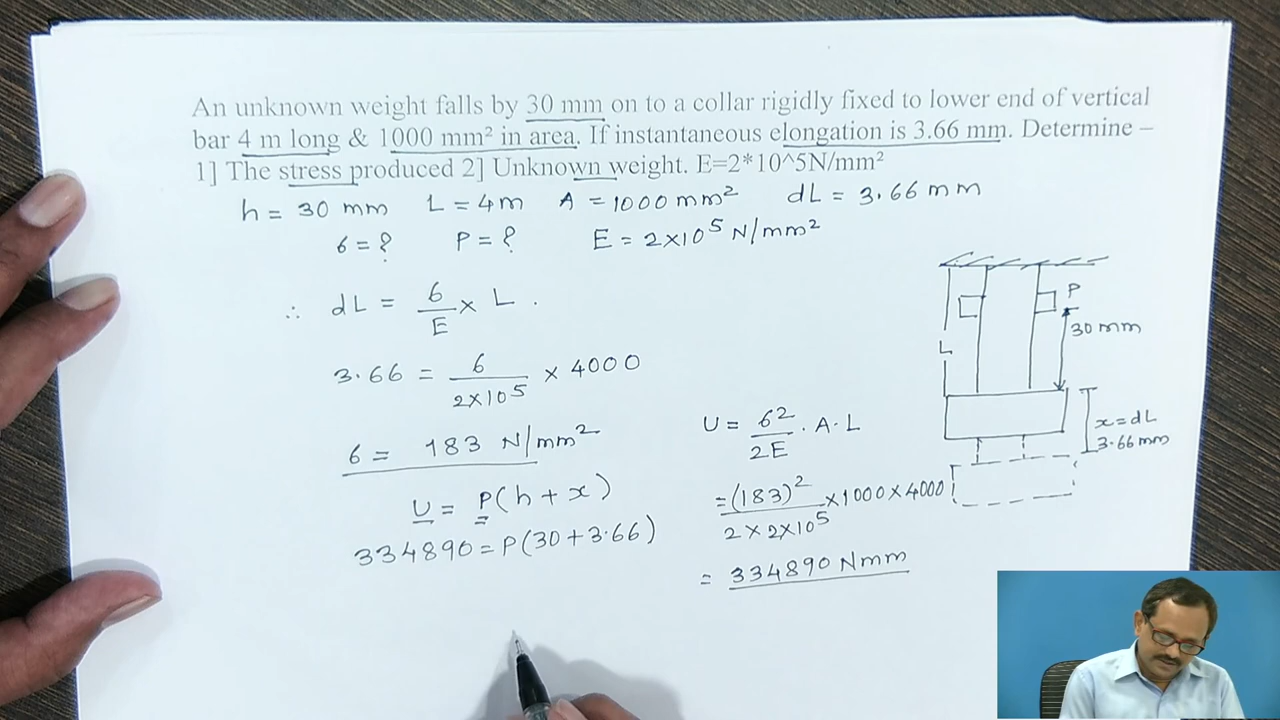 An unknown weight falls by 30 mm on to a collar rigidly fixed to lower end of vertical
bar 4 m long & 1000 mm² in area. If instantaneous elongation is 3.66 mm. Determine –
1] The stress produced 2] Unknown weight. E=2*10^5N/mm²
h = 30 mm L = 4m A = 1000 mm² dL = 3.66 mm
6 = ? P = ? E = 2×10⁵ N/mm²
∴ dL = 6/E × L .
3.66 = 6/2×10⁵ × 4000
6 = 183 N/mm²
U = P(h + x)
334890 = P(30 + 3.66)
U = 6²/2E . A.L
= (183)²/2 × 2×10⁵ × 1000 × 4000
= 334890 Nmm
P
30 mm
L
x = dL
3.66 mm